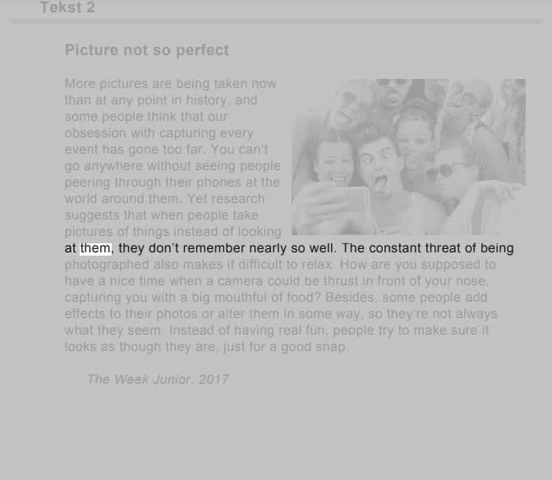 Tekst 2
Picture not so perfect
More pictures are being taken now
than at any point in history, and
some people think that our
obsession with capturing every
event has gone too far. You can't
go anywhere without seeing people
peering through their phones at the
world around them. Yet research
suggests that when people take
pictures of things instead of looking
at them, they don't remember nearly so well. The constant threat of being
photographed also makes it difficult to relax. How are you supposed to
have a nice time when a camera could be thrust in front of your nose,
capturing you with a big mouthful of food? Besides, some people add
effects to their photos or alter them in some way, so they're not always
what they seem. Instead of having real fun, people try to make sure it
looks as though they are, just for a good snap.
The Week Junior, 2017